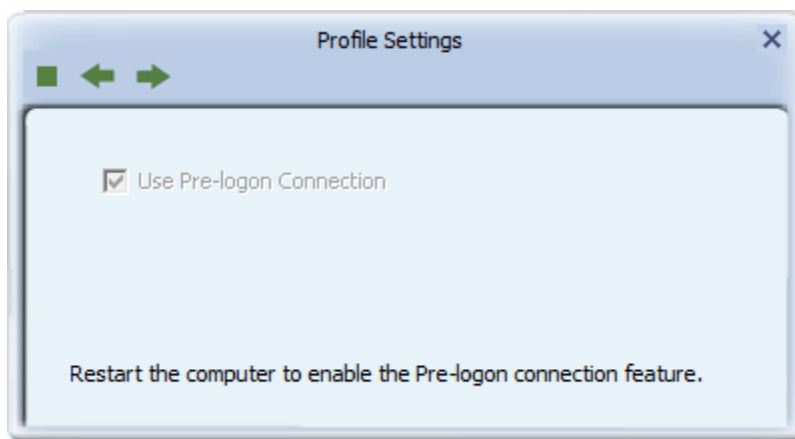 Profile Settings
Use Pre-logon Connection
Restart the computer to enable the Pre-logon connection feature.